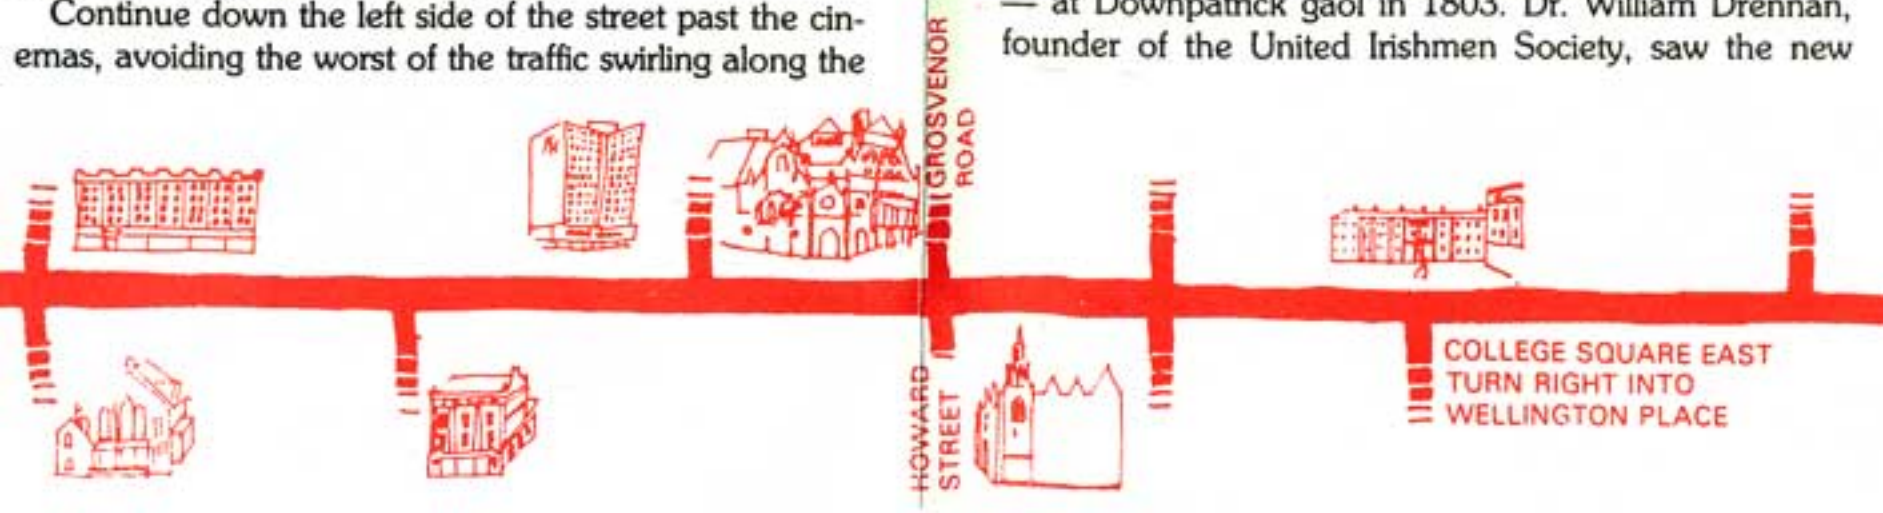 Continue down the left side of the street past the cin-
emas, avoiding the worst of the traffic swirling along the
— at Downpatrick gaol in 1803. Dr. William Drennan,
founder of the United Irishmen Society, saw the new
GROSVENOR
ROAD
HOWARD
STREET
COLLEGE SQUARE EAST
TURN RIGHT INTO
WELLINGTON PLACE